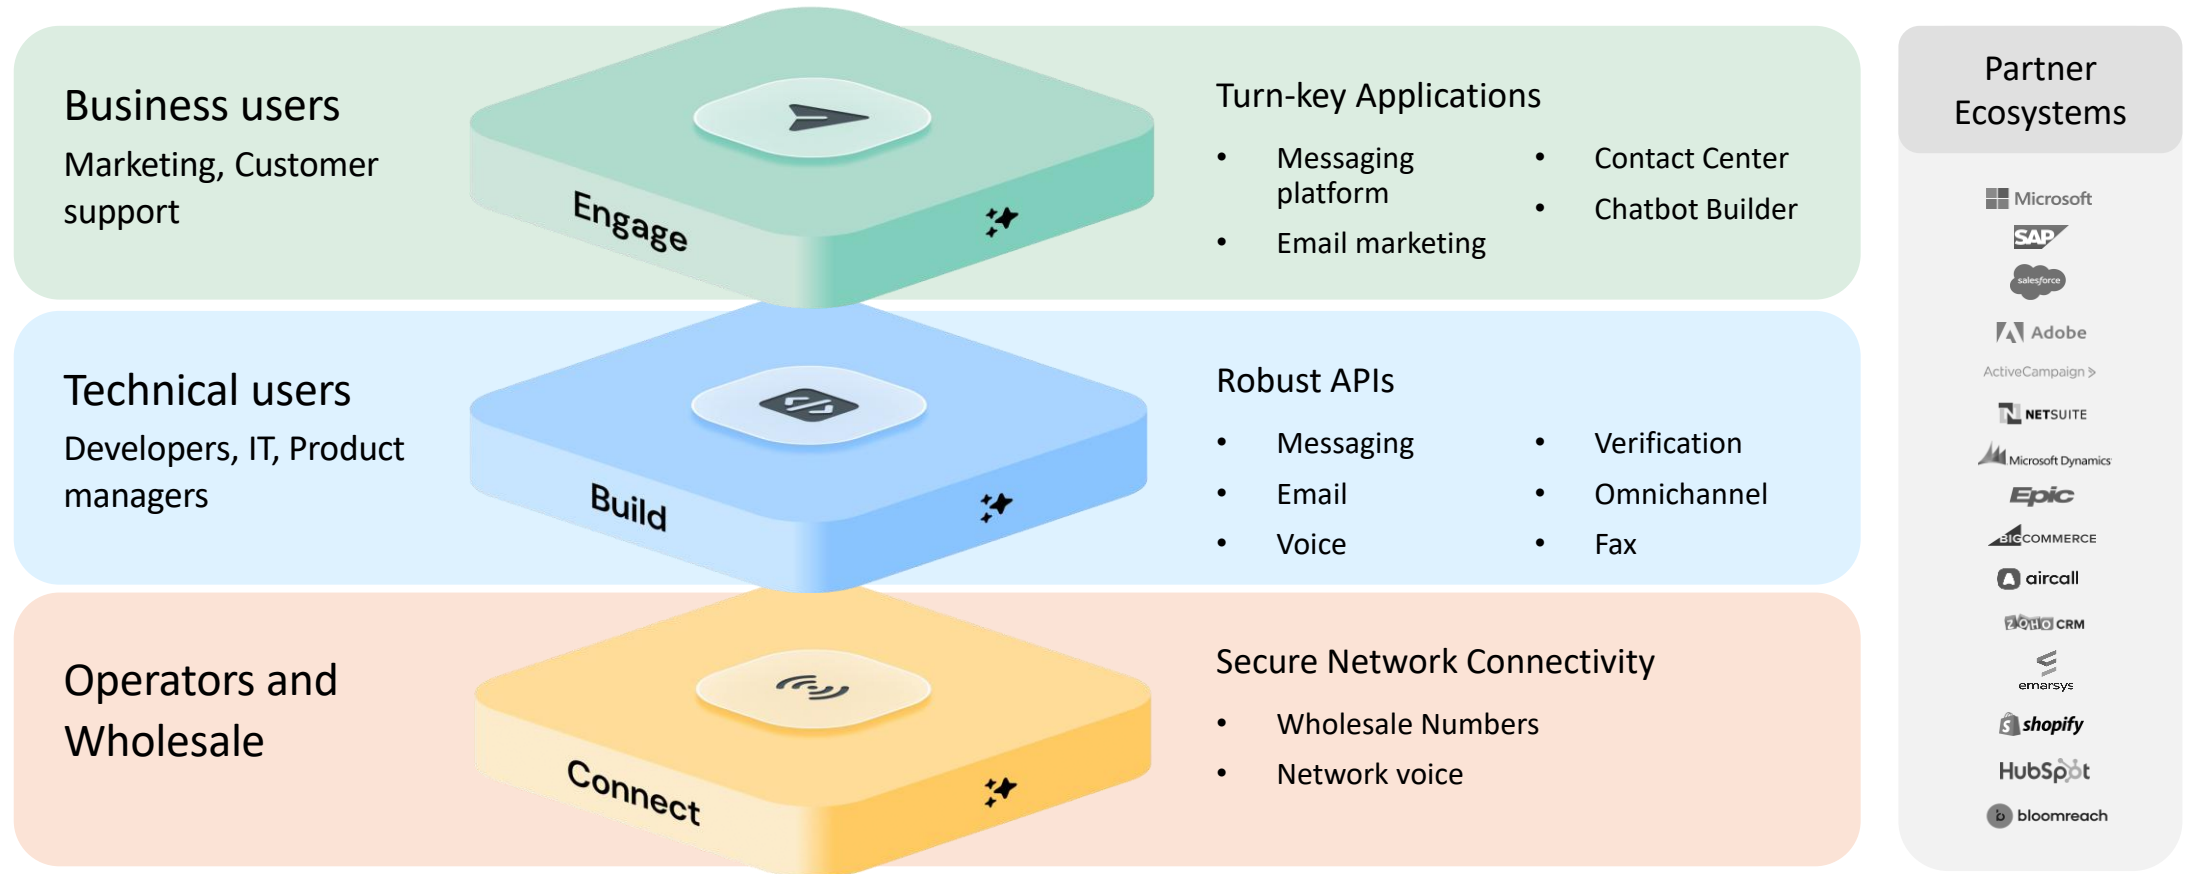 Business users
Marketing, Customer
support
Engage
Turn-key Applications
• Messaging
platform
• Email marketing
• Contact Center
• Chatbot Builder
Technical users
Developers, IT, Product
managers
Build
Robust APIs
• Messaging
• Email
• Voice
• Verification
• Omnichannel
• Fax
Operators and
Wholesale
Connect
Secure Network Connectivity
• Wholesale Numbers
• Network voice
Partner
Ecosystems
Microsoft
SAP
salesforce
Adobe
ActiveCampaign >
NETSUITE
Microsoft Dynamics
Epic
BIGCOMMERCE
aircall
ZOHO CRM
emarsys
shopify
HubSpot
bloomreach